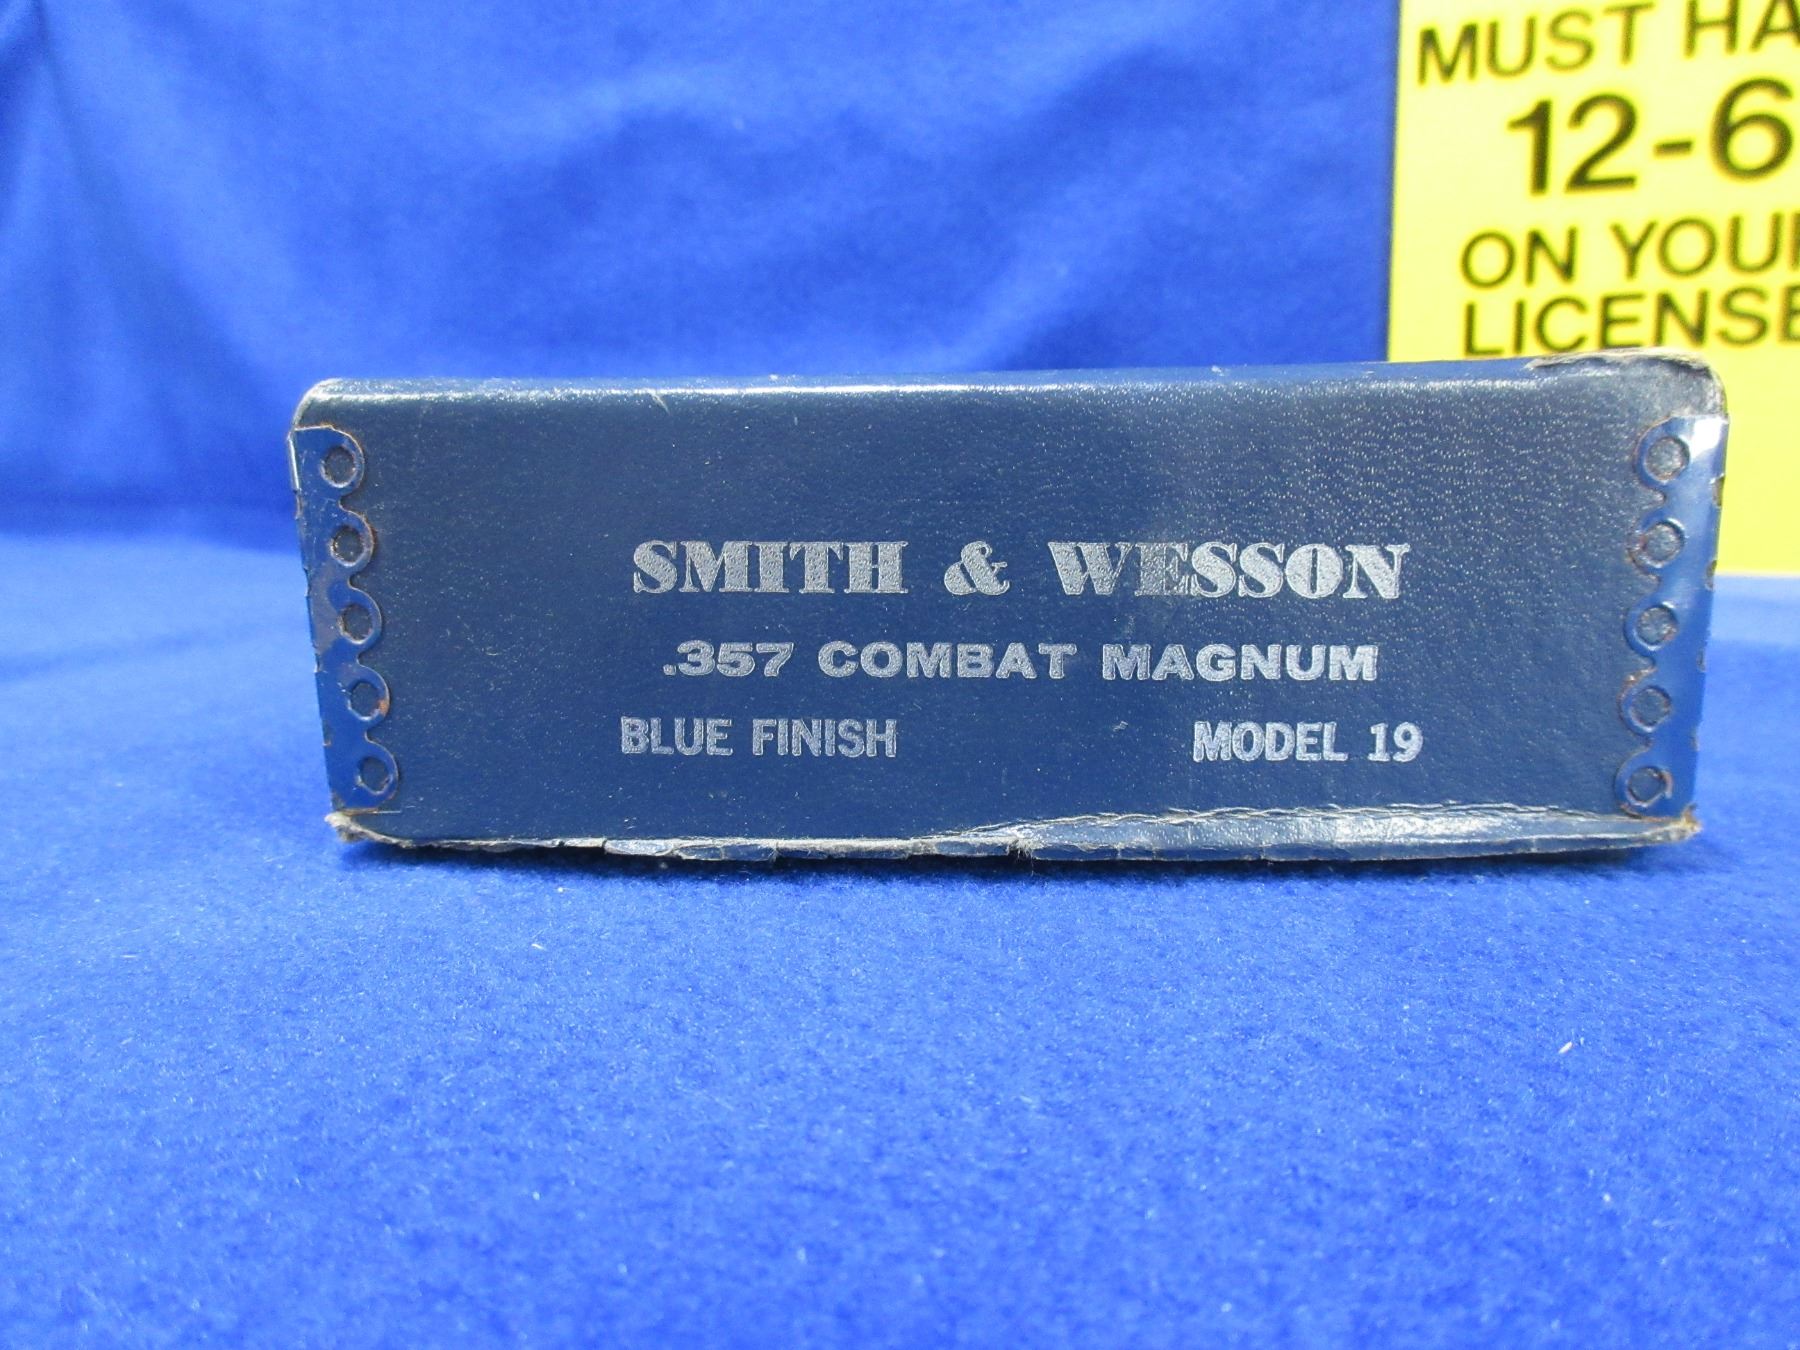 MUST HA
12-6
ON YOU
LICENSE
SMITH & WESSON
.357 COMBAT MAGNUM
BLUE FINISH MODEL 19